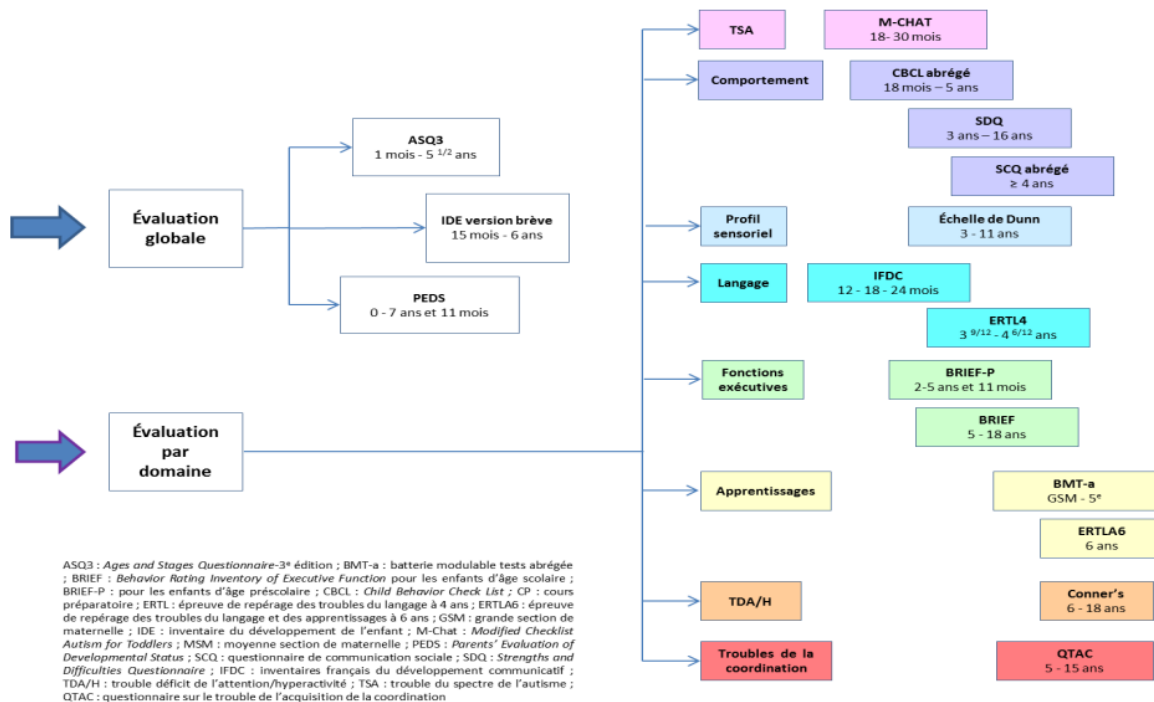 Évaluation
globale
ASQ3
1 mois - 5 1/2 ans
IDE version brève
15 mois - 6 ans
PEDS
0 - 7 ans et 11 mois
Évaluation
par
domaine
TSA
M-CHAT
18- 30 mois
Comportement
CBCL abrégé
18 mois – 5 ans
SDQ
3 ans – 16 ans
SCQ abrégé
≥ 4 ans
Profil
sensoriel
Échelle de Dunn
3 - 11 ans
Langage
IFDC
12 - 18 - 24 mois
ERTL4
3 9/12 - 4 6/12 ans
Fonctions
exécutives
BRIEF-P
2-5 ans et 11 mois
BRIEF
5 - 18 ans
Apprentissages
BMT-a
GSM - 5e
ERTLA6
6 ans
TDA/H
Conner's
6 - 18 ans
Troubles de la
coordination
QTAC
5 - 15 ans
ASQ3 : Ages and Stages Questionnaire-3e édition ; BMT-a : batterie modulable tests abrégée
; BRIEF : Behavior Rating Inventory of Executive Function pour les enfants d'âge scolaire ;
BRIEF-P : pour les enfants d'âge préscolaire ; CBCL : Child Behavior Check List ; CP : cours
préparatoire ; ERTL : épreuve de repérage des troubles du langage à 4 ans ; ERTLA6 : épreuve
de repérage des troubles du langage et des apprentissages à 6 ans ; GSM : grande section de
maternelle ; IDE : inventaire du développement de l'enfant ; M-Chat : Modified Checklist
Autism for Toddlers ; MSM : moyenne section de maternelle ; PEDS : Parents' Evaluation of
Developmental Status ; SCQ : questionnaire de communication sociale ; SDQ : Strengths and
Difficulties Questionnaire ; IFDC : inventaires français du développement communicatif ;
TDA/H : trouble déficit de l'attention/hyperactivité ; TSA : trouble du spectre de l'autisme ;
QTAC : questionnaire sur le trouble de l'acquisition de la coordination